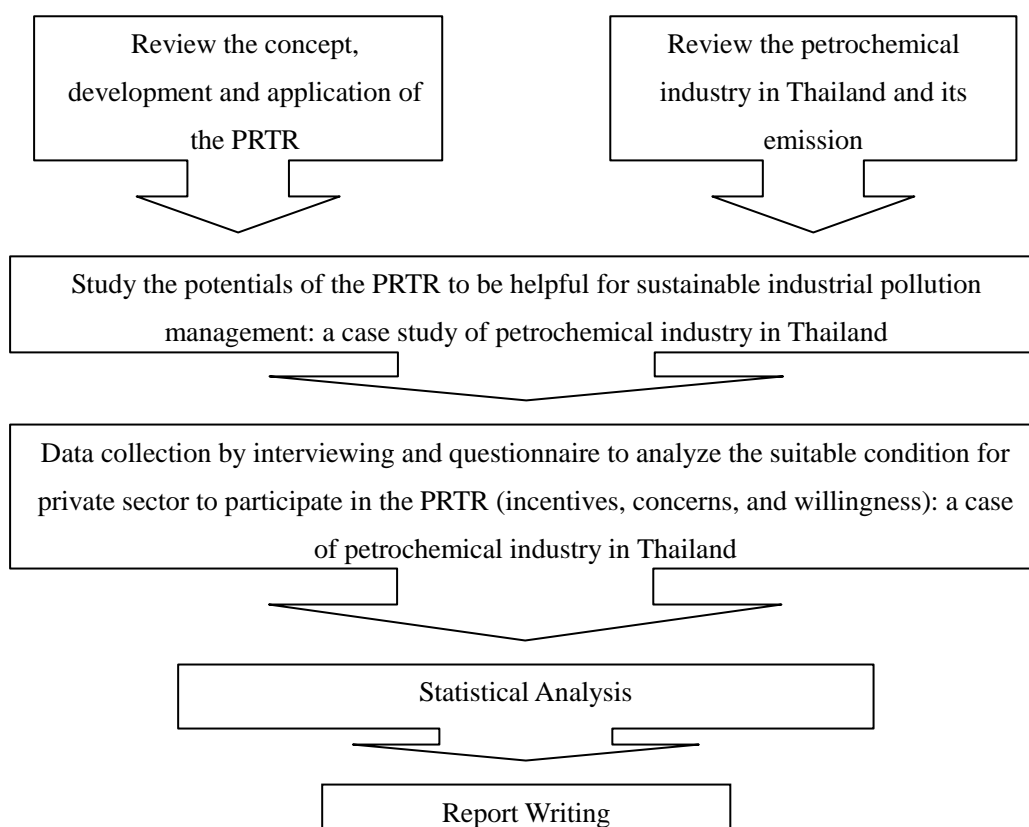 Review the concept,
development and application of
the PRTR
Review the petrochemical
industry in Thailand and its
emission
Study the potentials of the PRTR to be helpful for sustainable industrial pollution
management: a case study of petrochemical industry in Thailand
Data collection by interviewing and questionnaire to analyze the suitable condition for
private sector to participate in the PRTR (incentives, concerns, and willingness): a case
of petrochemical industry in Thailand
Statistical Analysis
Report Writing